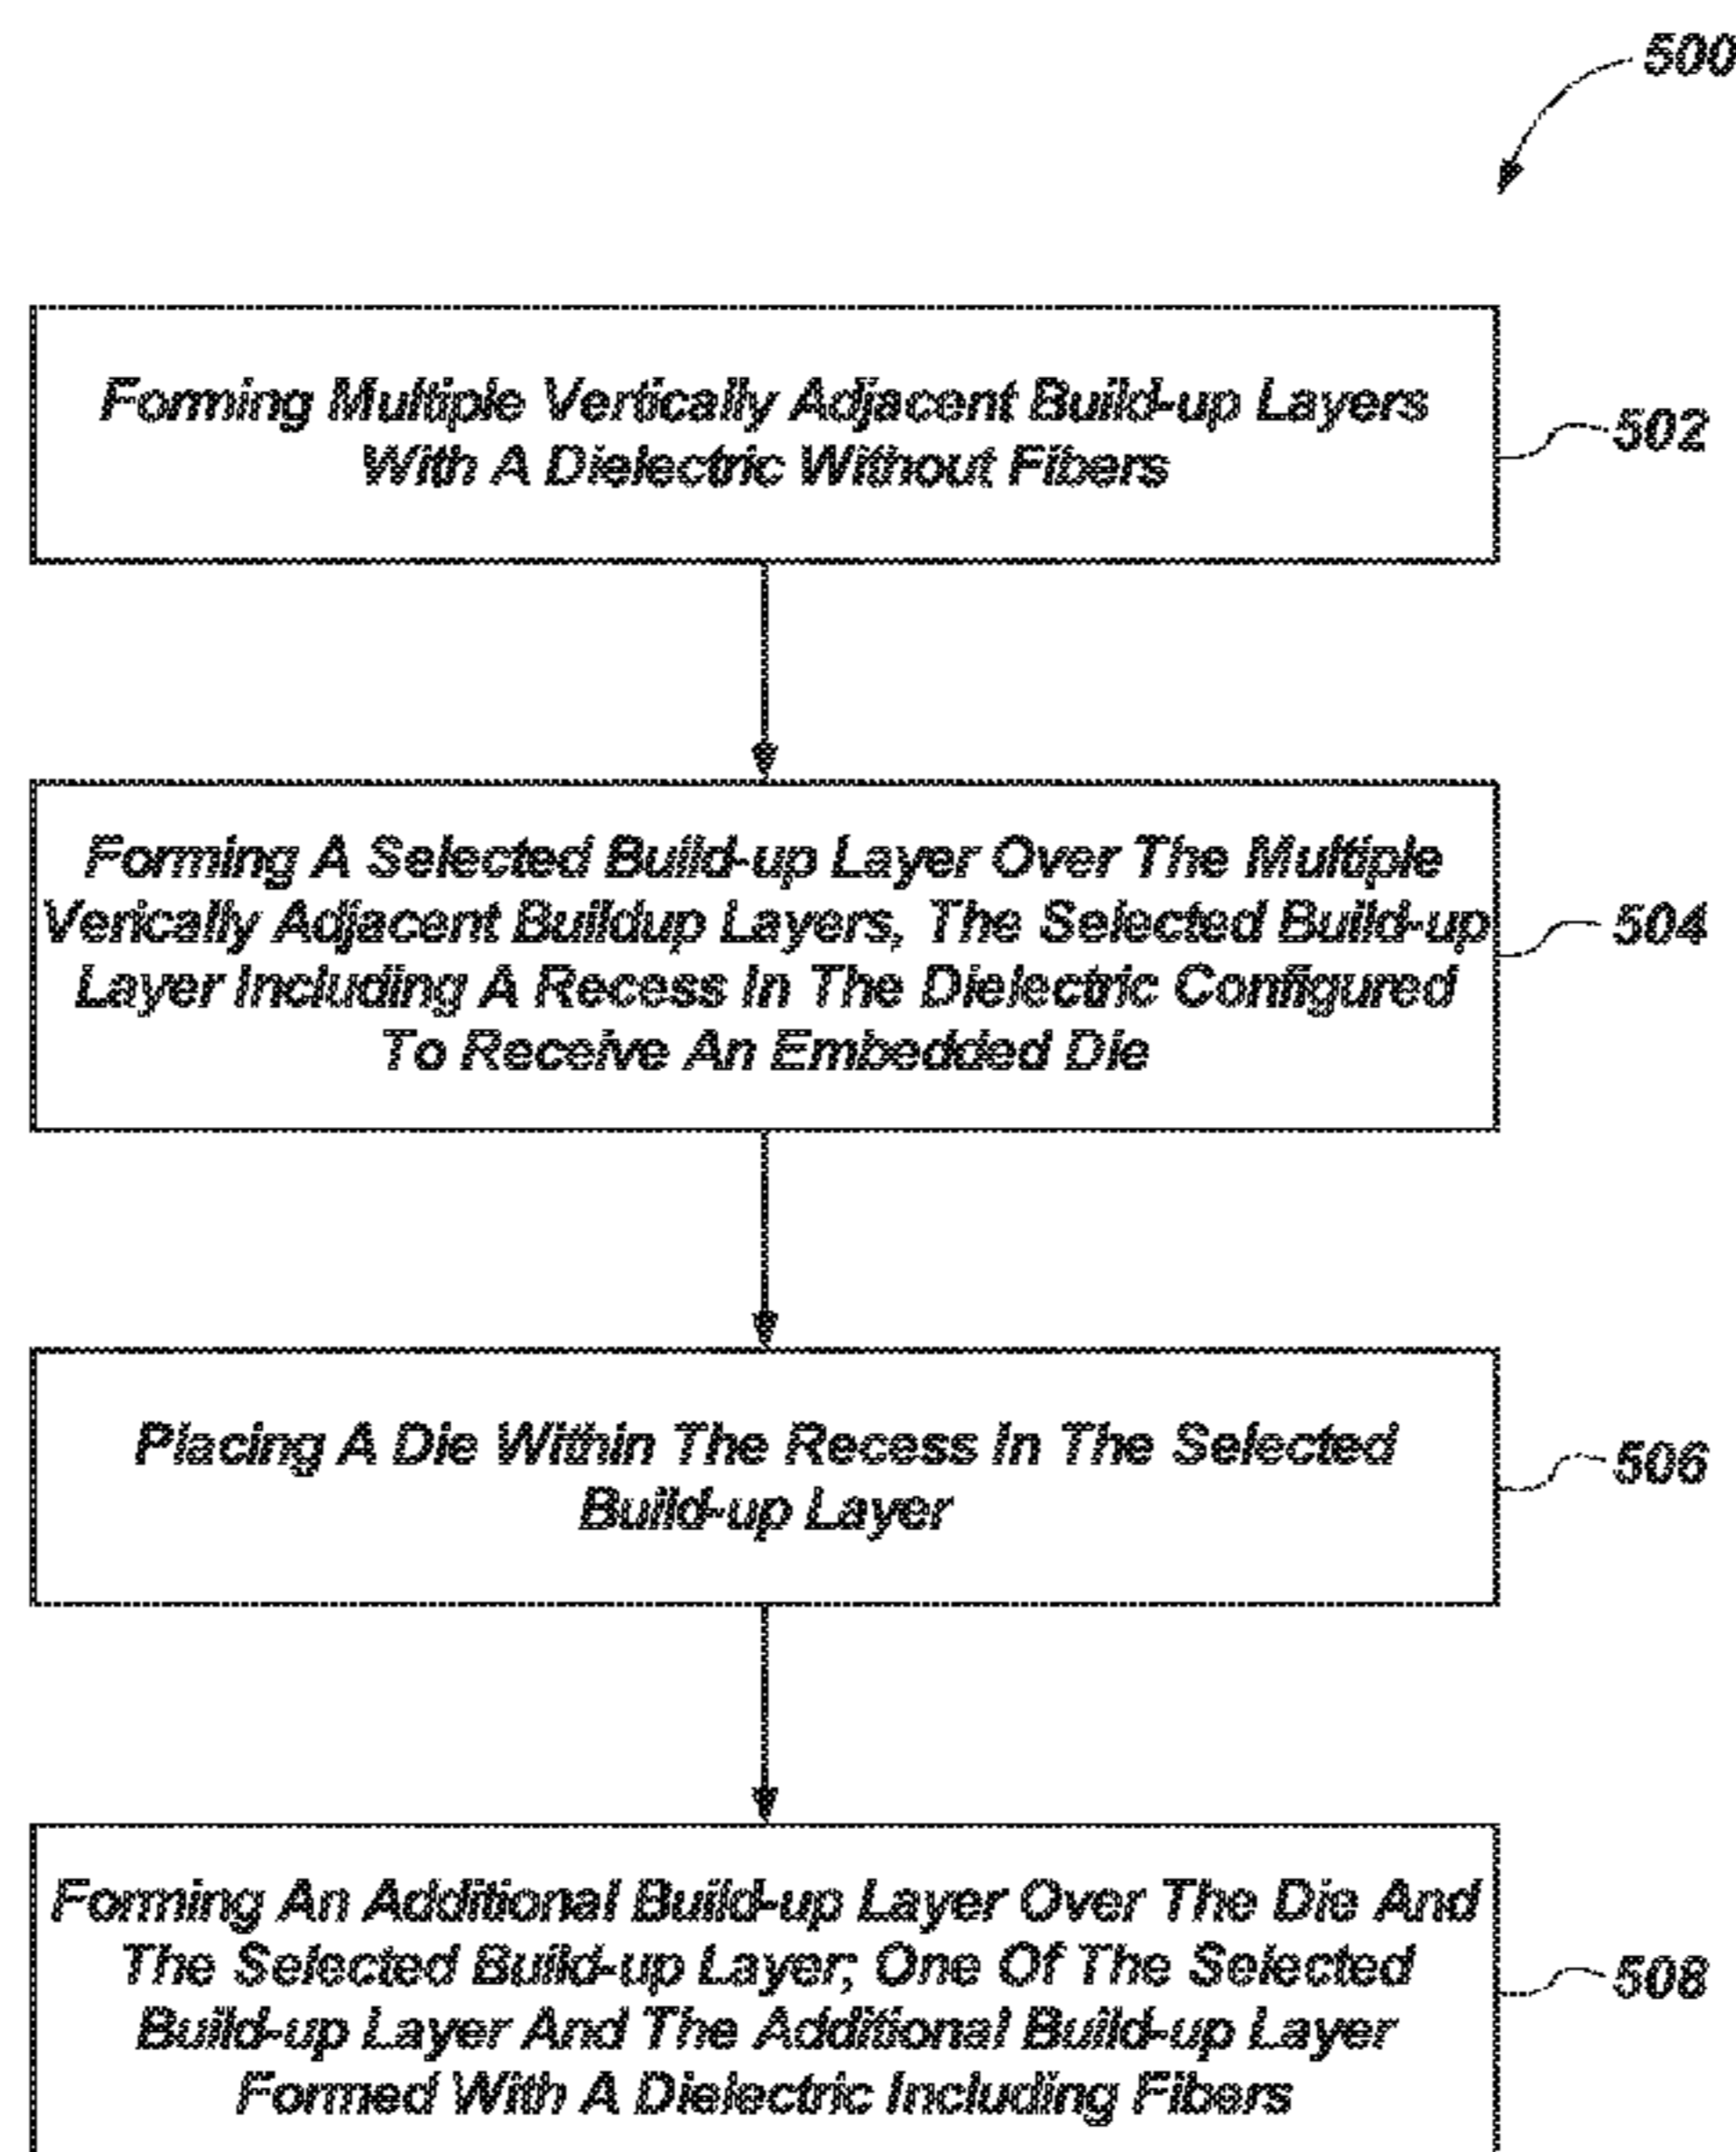 500
Forming Multiple Vertically Adjacent Build-up Layers
With A Dielectric Without Fibers
502
Forming A Selected Build-up Layer Over The Multiple
Verically Adjacent Buildup Layers, The Selected Build-up
Layer Including A Recess In The Dielectric Configured
To Receive An Embedded Die
504
Placing A Die Within The Recess In The Selected
Build-up Layer
506
Forming An Additional Build-up Layer Over The Die And
The Selected Build-up Layer; One Of The Selected
Build-up Layer And The Additional Build-up Layer
Formed With A Dielectric Including Fibers
508